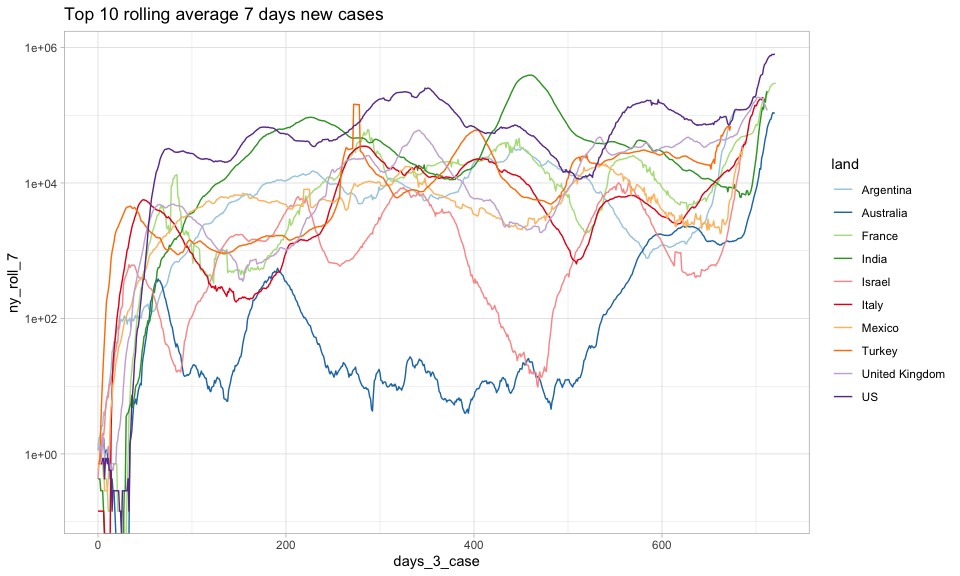 Top 10 rolling average 7 days new cases
1e+06
1e+04
1e+02
1e+00
ny_roll_7
0 200 400 600
days_3_case
land
Argentina
Australia
France
India
Israel
Italy
Mexico
Turkey
United Kingdom
US